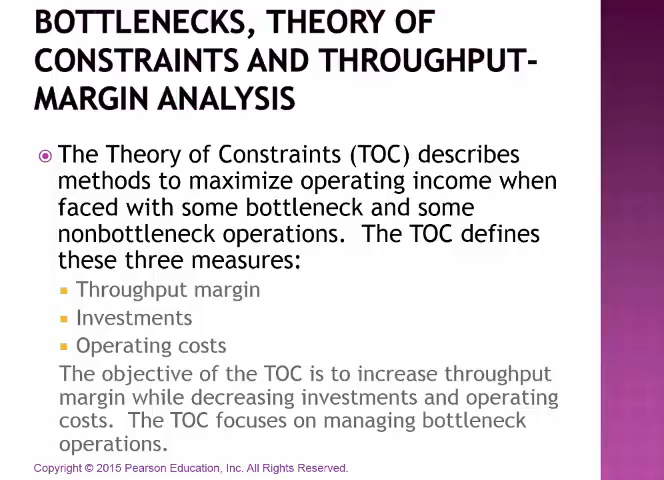 BOTTLENECKS, THEORY OF
CONSTRAINTS AND THROUGHPUT-
MARGIN ANALYSIS
The Theory of Constraints (TOC) describes
methods to maximize operating income when
faced with some bottleneck and some
nonbottleneck operations. The TOC defines
these three measures:
Throughput margin
Investments
Operating costs
The objective of the TOC is to increase throughput
margin while decreasing investments and operating
costs. The TOC focuses on managing bottleneck
operations.
Copyright © 2015 Pearson Education, Inc. All Rights Reserved.